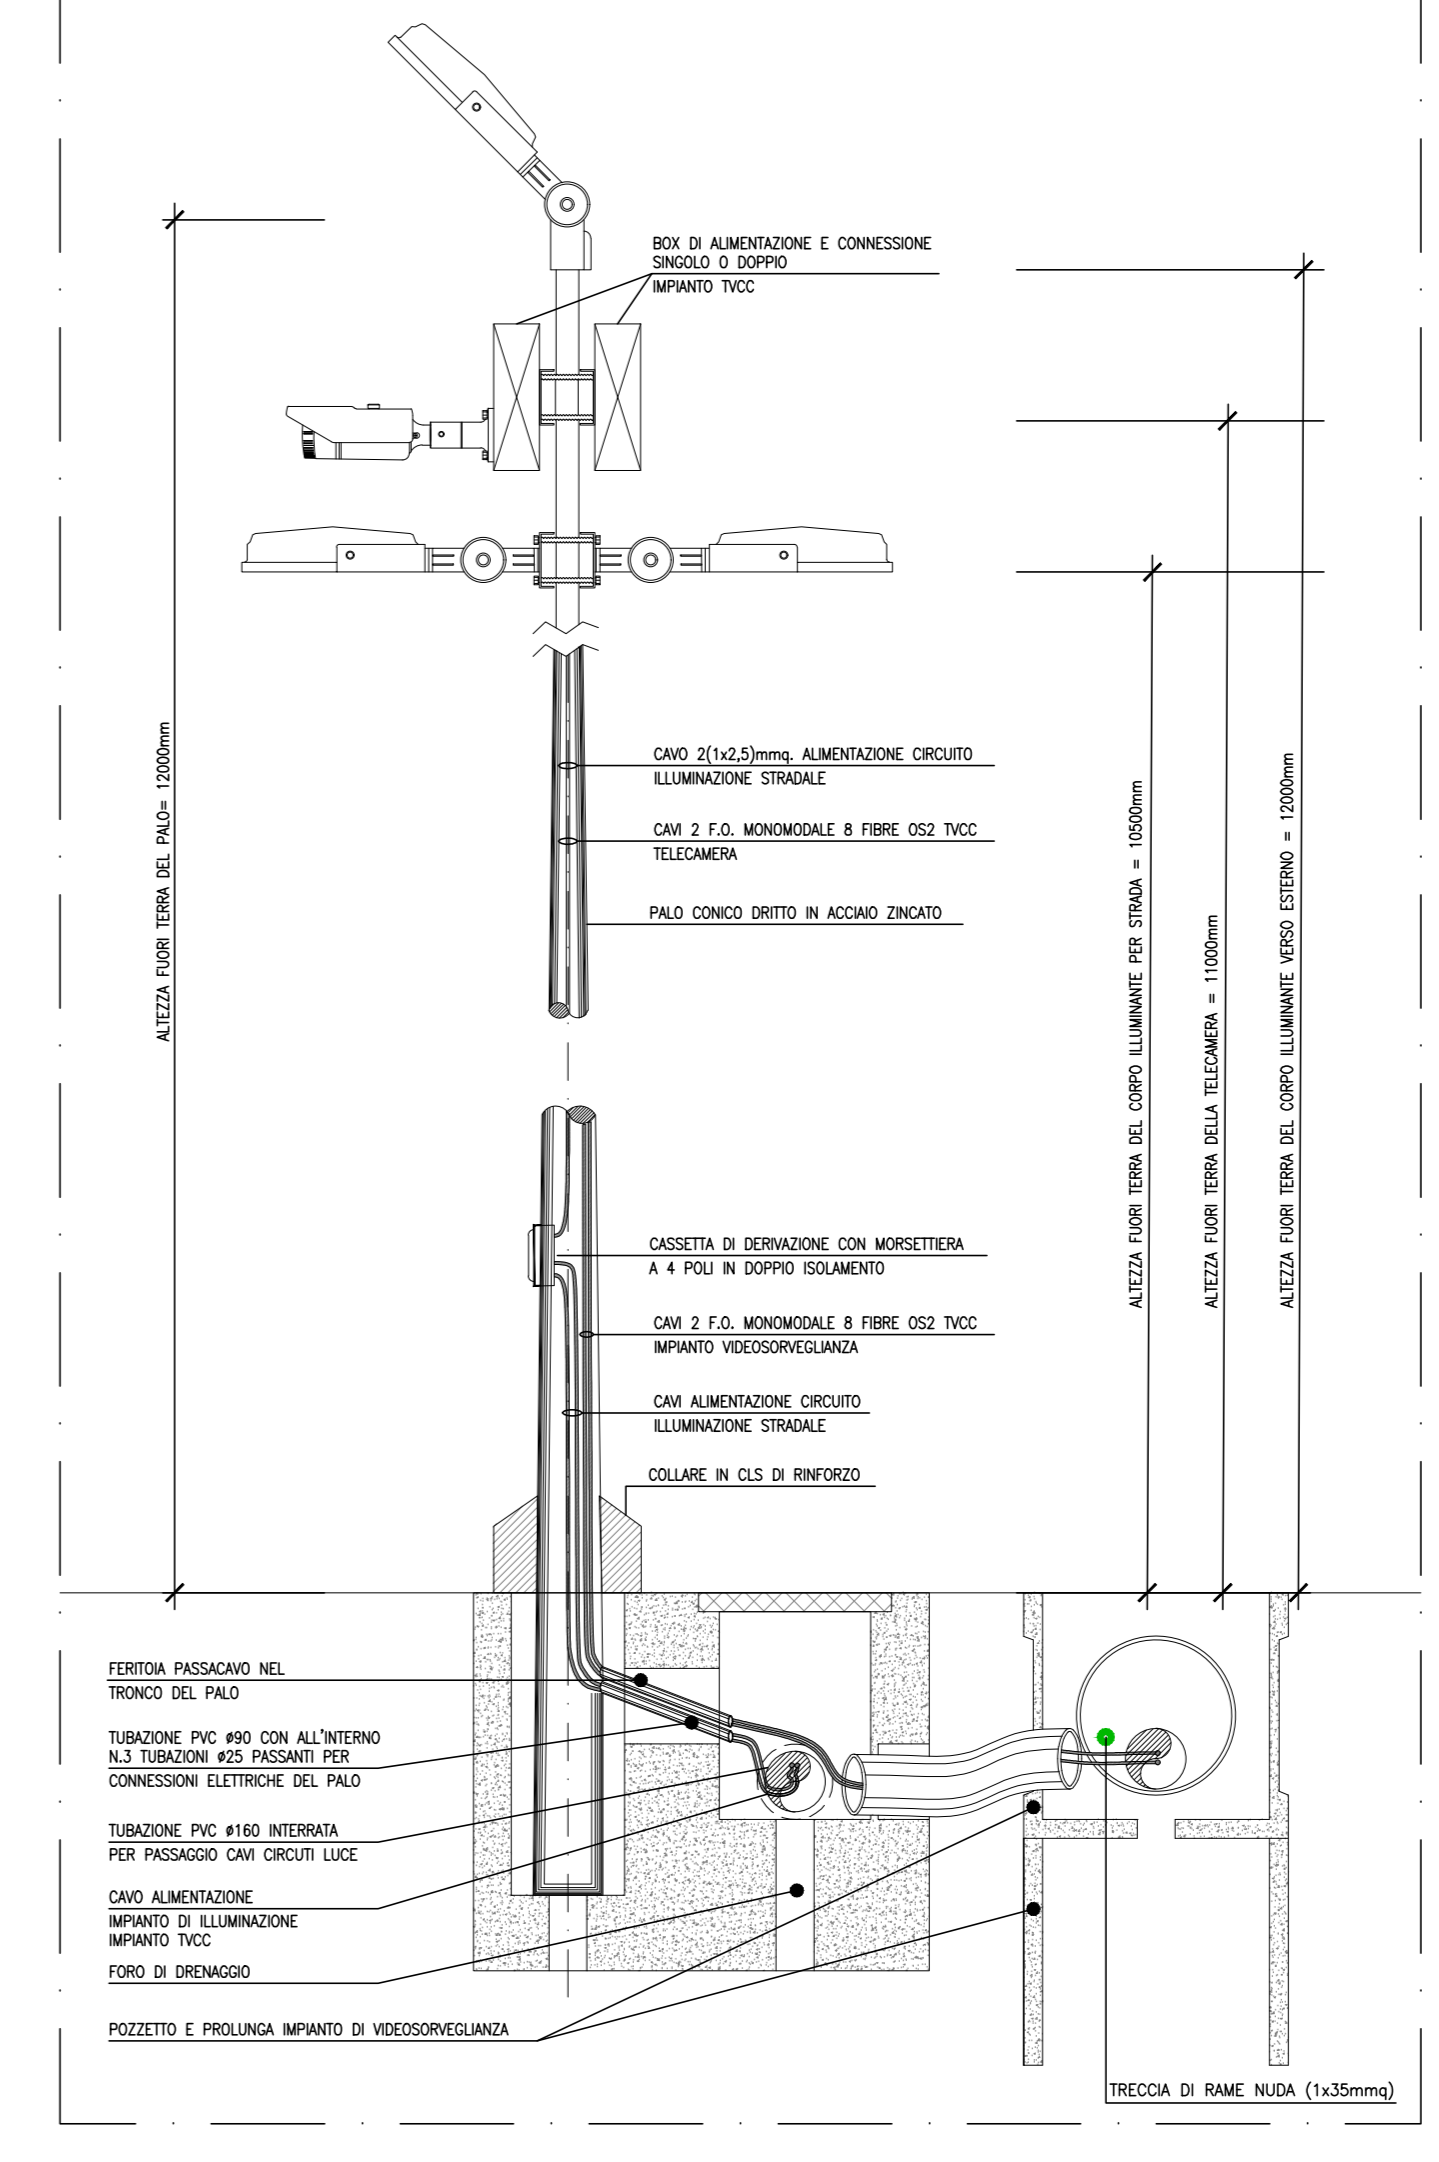 BOX DI ALIMENTAZIONE E CONNESSIONE
SINGOLO O DOPPIO
IMPIANTO TVCC
ALTEZZA FUORI TERRA DEL PALO= 12000mm
CAVO 2(1x2,5)mmq. ALIMENTAZIONE CIRCUITO
ILLUMINAZIONE STRADALE
CAVI 2 F.O. MONOMODALE 8 FIBRE OS2 TVCC
TELECAMERA
PALO CONICO DRITTO IN ACCIAIO ZINCATO
ALTEZZA FUORI TERRA DEL CORPO ILLUMINANTE PER STRADA = 10500mm
ALTEZZA FUORI TERRA DELLA TELECAMERA = 11000mm
ALTEZZA FUORI TERRA DEL CORPO ILLUMINANTE VERSO ESTERNO = 12000mm
CASSETTA DI DERIVAZIONE CON MORSETTIERA
A 4 POLI IN DOPPIO ISOLAMENTO
CAVI 2 F.O. MONOMODALE 8 FIBRE OS2 TVCC
IMPIANTO VIDEOSORVEGLIANZA
CAVI ALIMENTAZIONE CIRCUITO
ILLUMINAZIONE STRADALE
COLLARE IN CLS DI RINFORZO
FERITOIA PASSACAVO NEL
TRONCO DEL PALO
TUBAZIONE PVC ø90 CON ALL'INTERNO
N.3 TUBAZIONI ø25 PASSANTI PER
CONNESSIONI ELETTRICHE DEL PALO
TUBAZIONE PVC ø160 INTERRATA
PER PASSAGGIO CAVI CIRCUTI LUCE
CAVO ALIMENTAZIONE
IMPIANTO DI ILLUMINAZIONE
IMPIANTO TVCC
FORO DI DRENAGGIO
POZZETTO E PROLUNGA IMPIANTO DI VIDEOSORVEGLIANZA
TRECCIA DI RAME NUDA (1x35mmq)